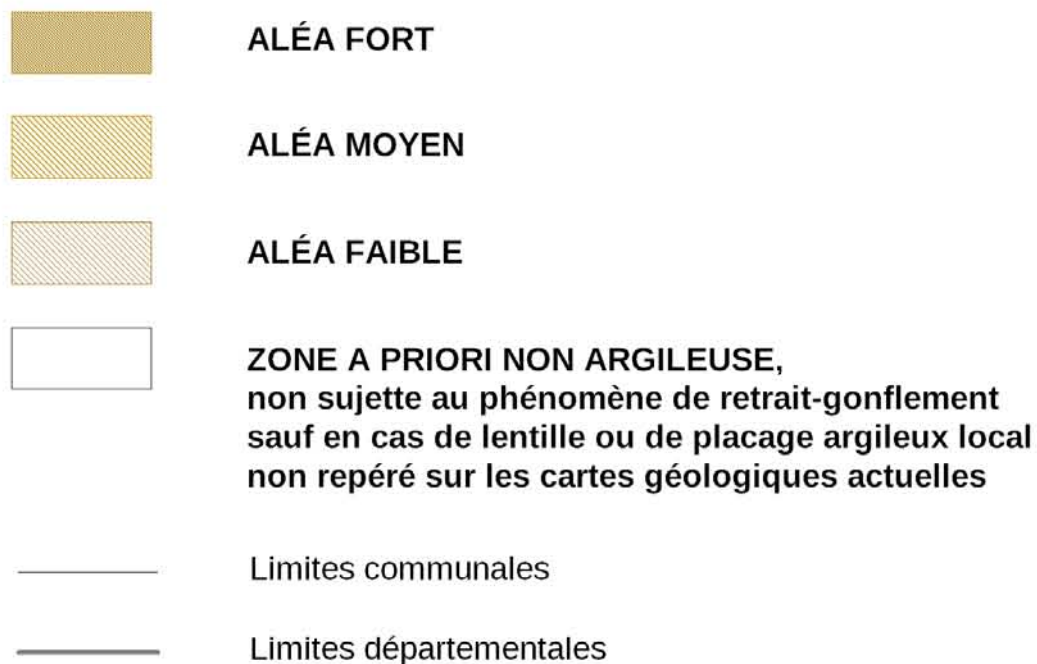 ALÉA FORT
ALÉA MOYEN
ALÉA FAIBLE
ZONE A PRIORI NON ARGILEUSE,
non sujette au phénomène de retrait-gonflement
sauf en cas de lentille ou de placage argileux local
non repéré sur les cartes géologiques actuelles
Limites communales
Limites départementales